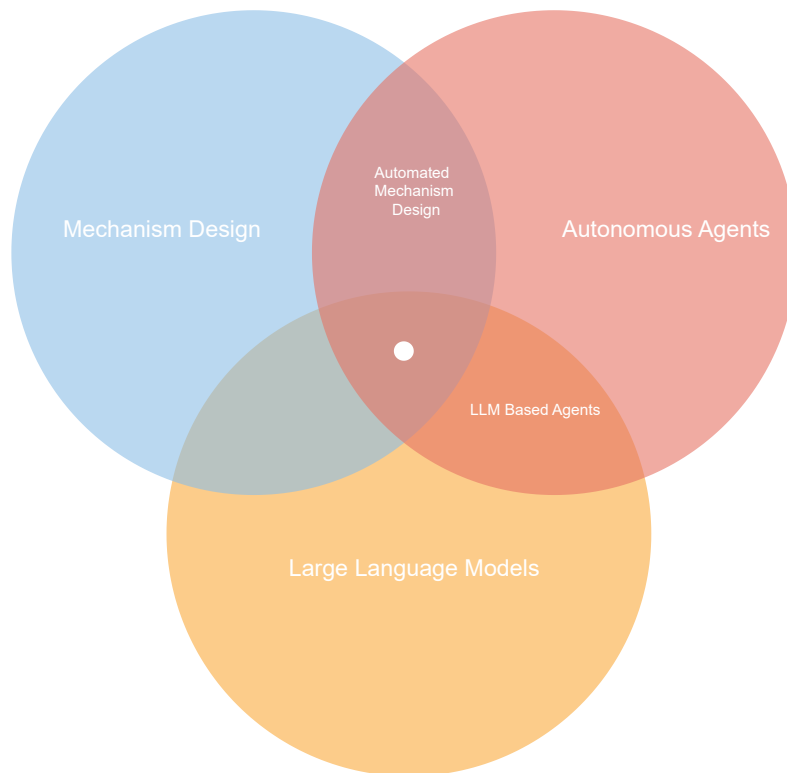 Automated
Mechanism
Design
Mechanism Design
Autonomous Agents
LLM Based Agents
Large Language Models